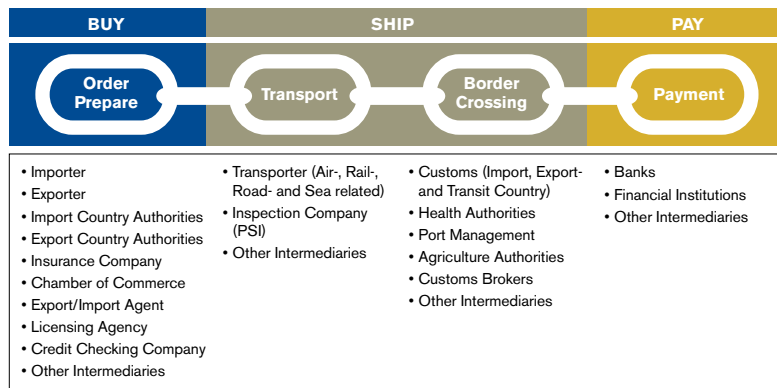 BUY
SHIP
PAY
Order
Prepare
Transport
Border
Crossing
Payment
• Importer
• Exporter
• Import Country Authorities
• Export Country Authorities
• Insurance Company
• Chamber of Commerce
• Export/Import Agent
• Licensing Agency
• Credit Checking Company
• Other Intermediaries
• Transporter (Air-, Rail-,
Road- and Sea related)
• Inspection Company
(PSI)
• Other Intermediaries
• Customs (Import, Export-
and Transit Country)
• Health Authorities
• Port Management
• Agriculture Authorities
• Customs Brokers
• Other Intermediaries
• Banks
• Financial Institutions
• Other Intermediaries